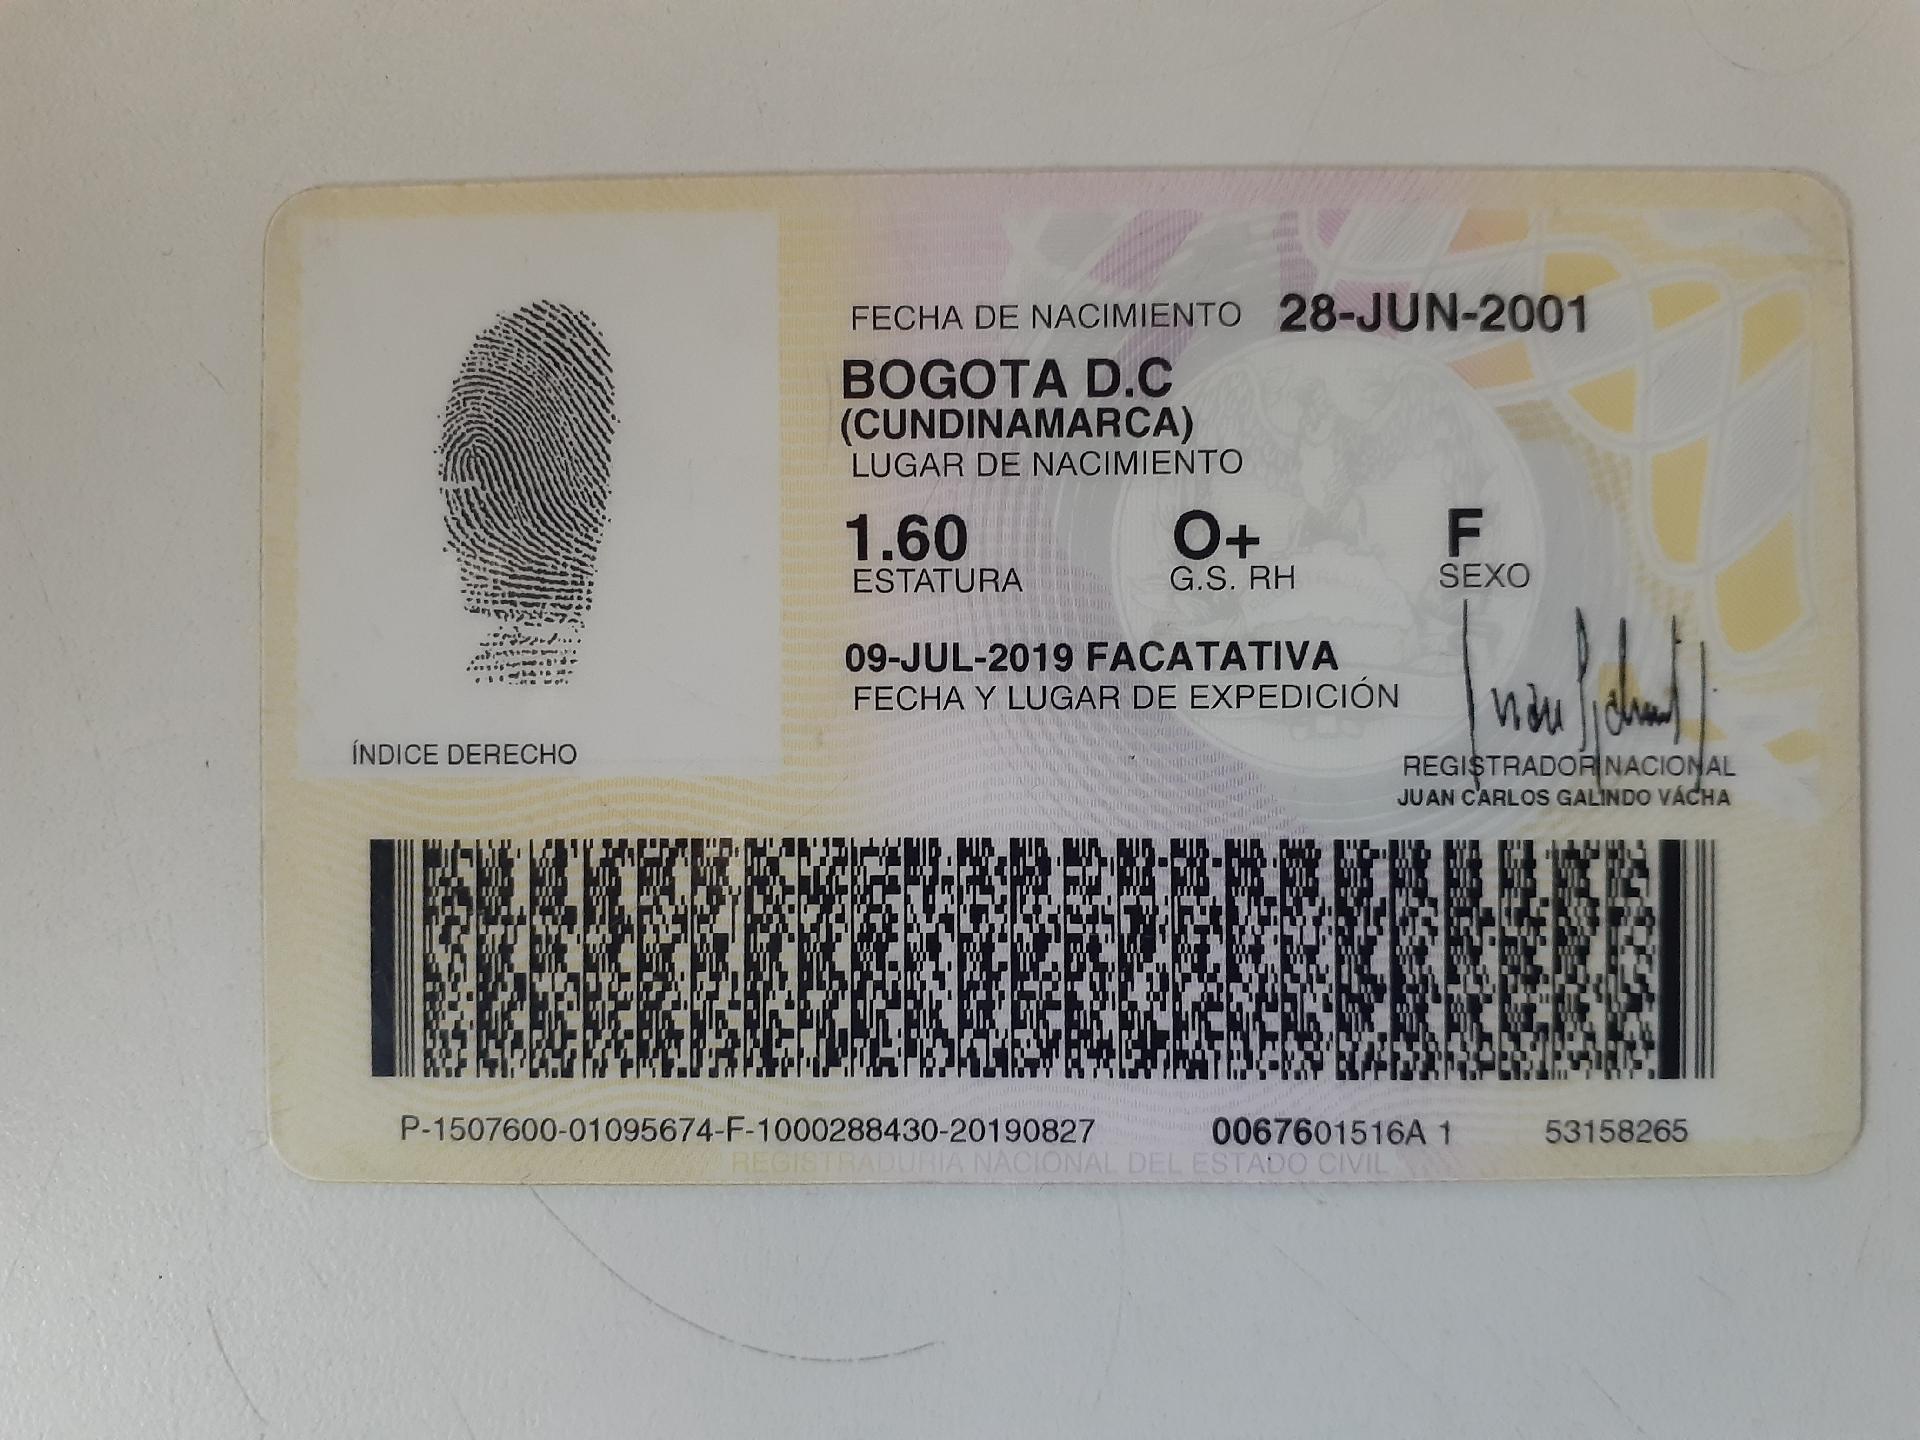 FECHA DE NACIMIENTO 28-JUN-2001
BOGOTA D.C
(CUNDINAMARCA)
LUGAR DE NACIMIENTO
1.60 O+ F
ESTATURA G.S. RH SEXO
09-JUL-2019 FACATATIVA
FECHA Y LUGAR DE EXPEDICIÓN
ÍNDICE DERECHO
REGISTRADOR NACIONAL
JUAN CARLOS GALINDO VÁCHA
P-1507600-01095674-F-1000288430-20190827 0067601516A 1 53158265
REGISTRADURIA NACIONAL DEL ESTADO CIVIL